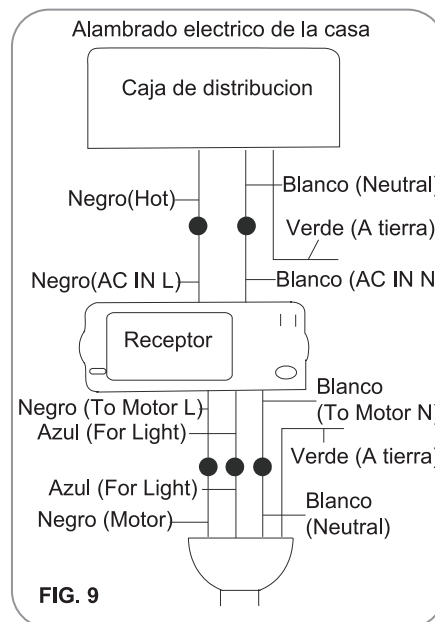 Alambrado electrico de la casa
Caja de distribucion
Negro(Hot)
Blanco (Neutral)
Verde (A tierra)
Negro(AC IN L)
Blanco (AC IN N
Receptor
Negro (To Motor L)
Blanco
(To Motor N)
Azul (For Light)
Verde (A tierra)
Azul (For Light)
Negro (Motor)
Blanco
(Neutral)
FIG. 9